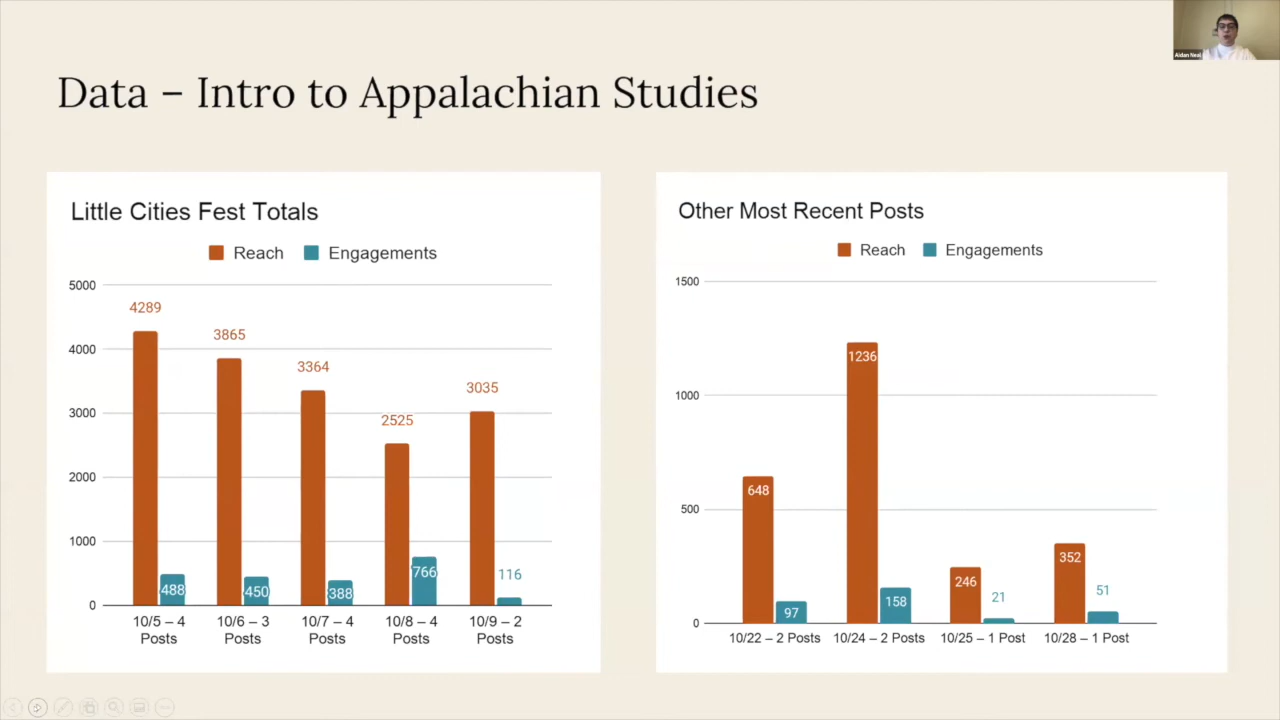 Aidan Neal
Data – Intro to Appalachian Studies
Little Cities Fest Totals
Reach Engagements
5000
4000
3000
2000
1000
0
4289
3865
3364
2525
3035
488
450
388
766
116
10/5 – 4 Posts
10/6 – 3 Posts
10/7 – 4 Posts
10/8 – 4 Posts
10/9 – 2 Posts
Other Most Recent Posts
Reach Engagements
1500
1000
500
0
648
1236
246
352
97
158
21
51
10/22 – 2 Posts
10/24 – 2 Posts
10/25 – 1 Post
10/28 – 1 Post